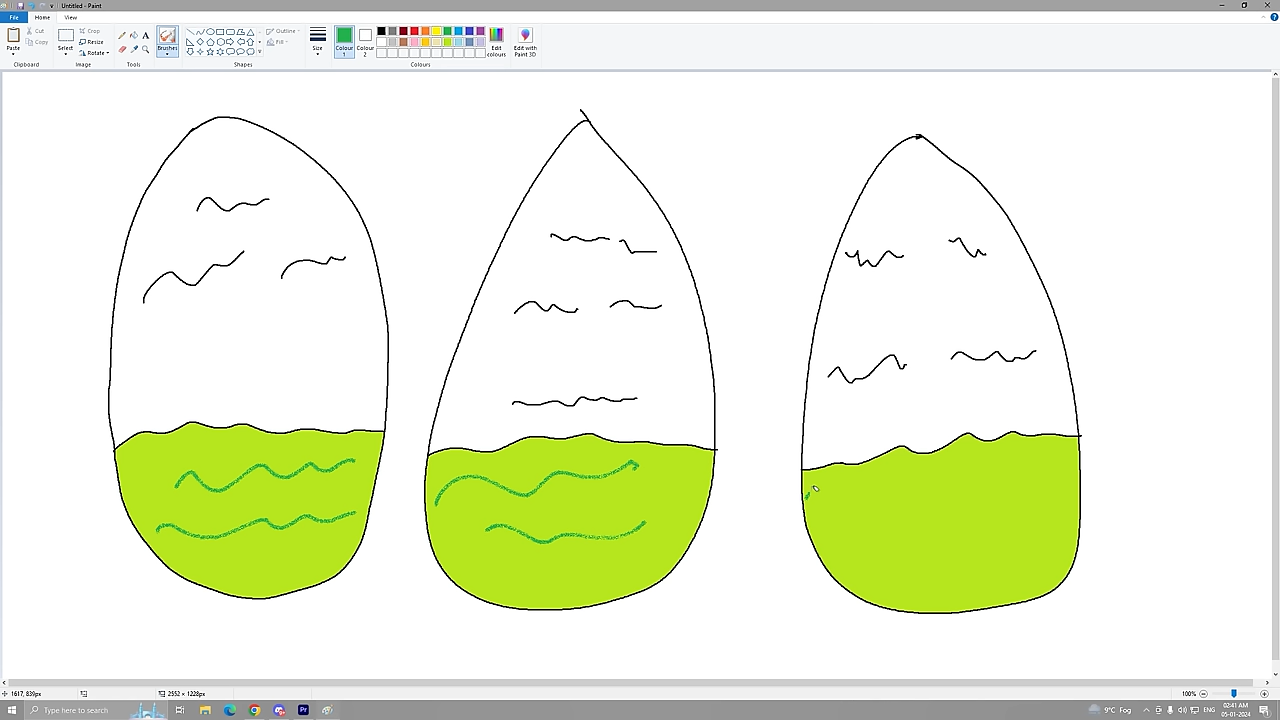 Untitled - Paint
File Home View
Paste
Cut
Copy
Clipboard
Select
Crop
Resize
Rotate
Image
Tools
Brushes
Outline
Fill
Shapes
Size
Colour 1
Colour 2
Edit colours
Colours
Edit with Paint 3D
1617, 839px
2552 × 1228px
100%
Type here to search
9°C Fog
ENG
02:41 AM
05-01-2024